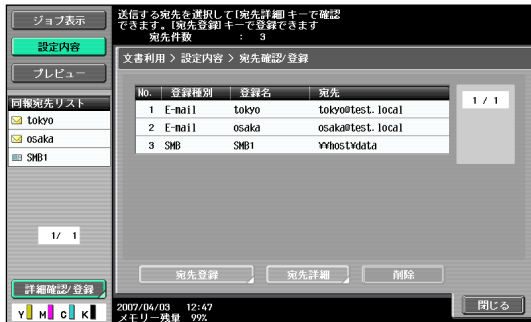 ジョブ表示
設定内容
プレビュー
同報宛先リスト
tokyo
osaka
SMB1
1/ 1
詳細確認/登録
Y M C K
送信する宛先を選択して[宛先詳細]キーで確認
できます。[宛先登録]キーで登録できます
宛先件数 : 3
文書利用 > 設定内容 > 宛先確認/登録
No. 登録種別 登録名 宛先
1 E-mail tokyo tokyo@test.local
2 E-mail osaka osaka@test.local
3 SMB SMB1 ¥¥host¥data
1 / 1
宛先登録 宛先詳細 削除
2007/04/03 12:47
メモリー残量 99%
閉じる